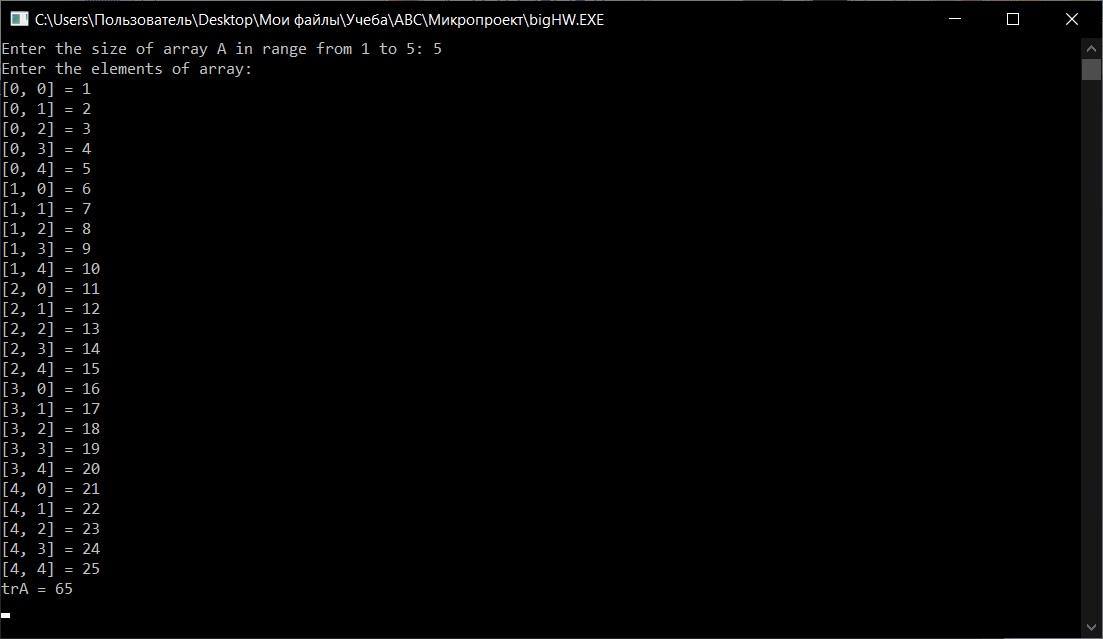 C:\Users\Пользователь\Desktop\Мои файлы\Учеба\АВС\Микропроект\bigHW.EXE
Enter the size of array A in range from 1 to 5: 5
Enter the elements of array:
[0, 0] = 1
[0, 1] = 2
[0, 2] = 3
[0, 3] = 4
[0, 4] = 5
[1, 0] = 6
[1, 1] = 7
[1, 2] = 8
[1, 3] = 9
[1, 4] = 10
[2, 0] = 11
[2, 1] = 12
[2, 2] = 13
[2, 3] = 14
[2, 4] = 15
[3, 0] = 16
[3, 1] = 17
[3, 2] = 18
[3, 3] = 19
[3, 4] = 20
[4, 0] = 21
[4, 1] = 22
[4, 2] = 23
[4, 3] = 24
[4, 4] = 25
trA = 65